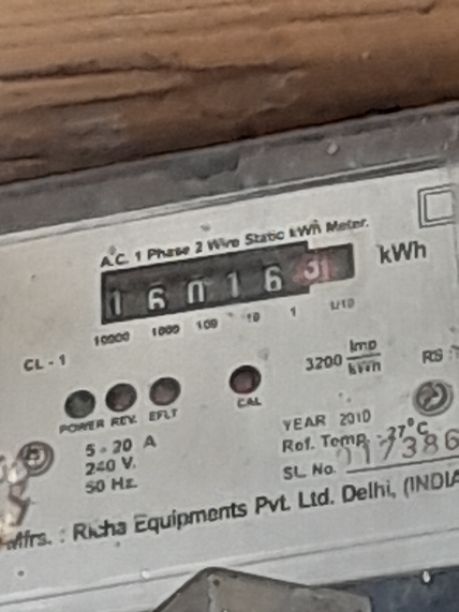 A.C. 1 Phase 2 Wire Static kWh Meter.
1 6 0 1 6 kWh
10000 1000 100 10 1 1/10
CL - 1
3200 Imp/kWh
RS
POWER REV. EFLT CAL
5 - 20 A
YEAR 2010
240 V.
Ref. Temp. - 27°C
50 Hz.
SL No. 017386
Mfrs. : Richa Equipments Pvt. Ltd. Delhi, (INDIA